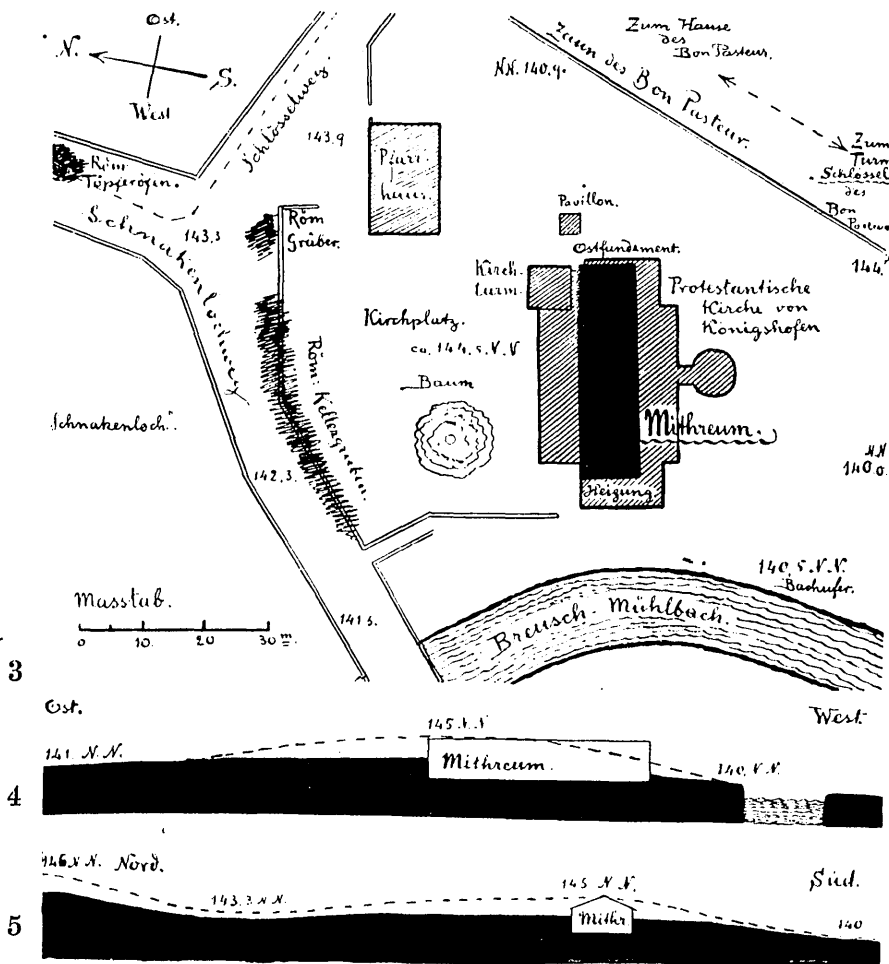 Ost.
N.
S.
West
Schlösselweg.
143.9
Pfarr-
haus.
NN. 140.9.
Zaun des Bon Pasteur.
Zum Hause
des
Bon Pasteur.
Zum
Turm
Schlössel
des
Bon
144.
Röm
Töpferöfen.
Schnakenlochweg
143.3
Röm
Gräber.
Pavillon.
Ostfundement.
Kirch-
turm.
Protestantische
Kirche von
Königshofen
Kirchplatz.
ca. 144.5.N.N
Baum
Röm: Kellergruben.
Schnakenloch.
142.3.
Mithreum.
N.N.
140.0.
Heizung.
Masstab.
0 10. 20 30 m.
141.5.
140.5.N.N.
Bachufer.
Breusch. Mühlbach.
3
Ost.
West
141. N.N.
145.N.N
Mithreum.
140. N.N.
4
146 N N. Nord.
143.3. N N.
145 N N.
Süd.
Mithr.
140
5